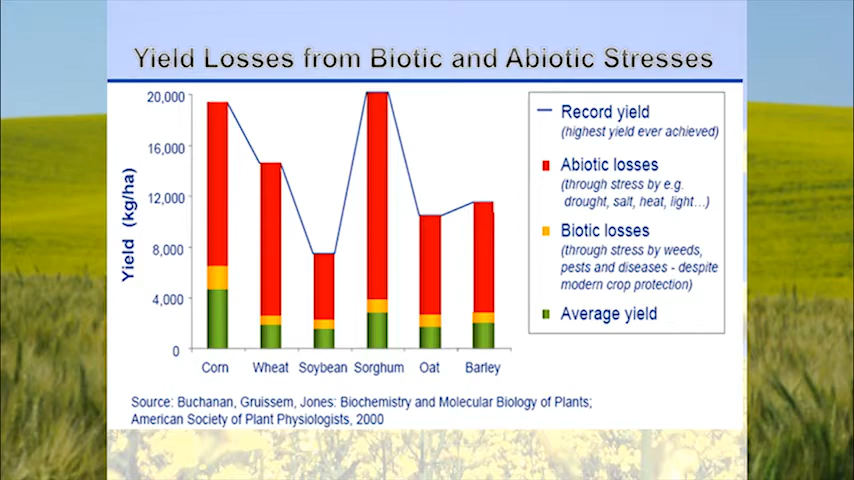 Yield Losses from Biotic and Abiotic Stresses
Yield (kg/ha)
20,000
16,000
12,000
8,000
4,000
0
Corn Wheat Soybean Sorghum Oat Barley
Record yield
(highest yield ever achieved)
Abiotic losses
(through stress by e.g.
drought, salt, heat, light...)
Biotic losses
(through stress by weeds,
pests and diseases - despite
modern crop protection)
Average yield
Source: Buchanan, Gruissem, Jones: Biochemistry and Molecular Biology of Plants;
American Society of Plant Physiologists, 2000